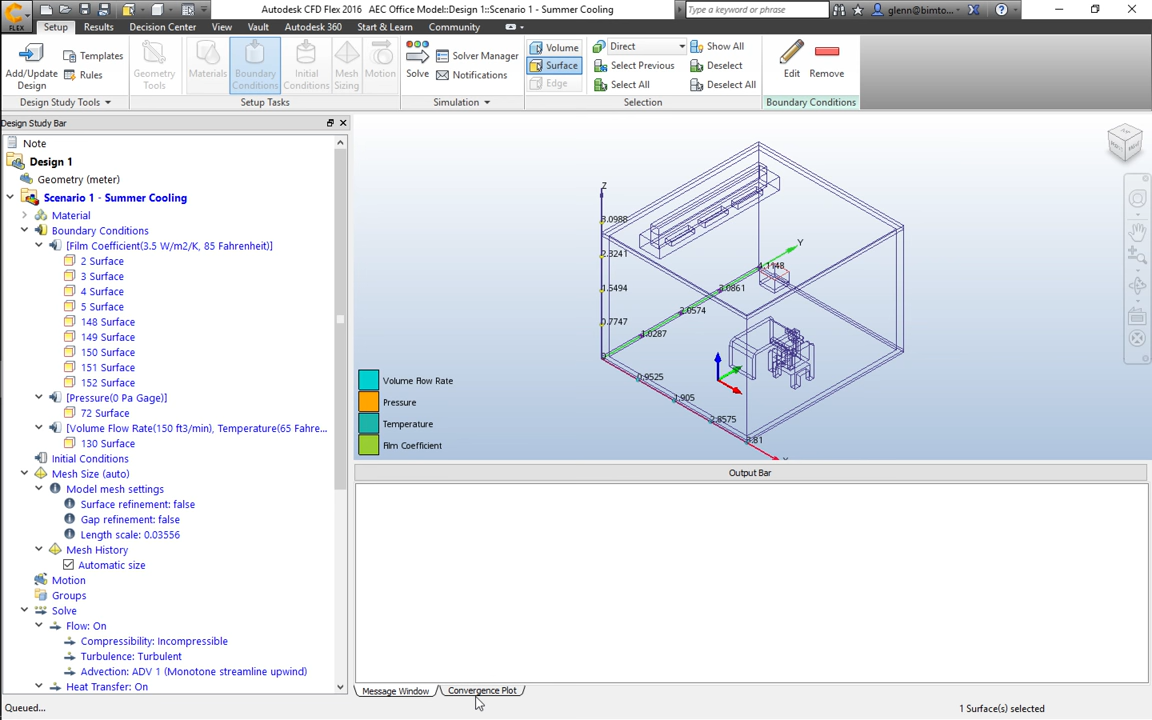 Autodesk CFD Flex 2016 AEC Office Model::Design 1::Scenario 1 - Summer Cooling
Type a keyword or phrase
glenn@bimto...
FLEX
Setup Results Decision Center View Vault Autodesk 360 Start & Learn Community
Add/Update Design
Templates
Rules
Geometry Tools
Materials
Boundary Conditions
Initial Conditions
Mesh Sizing
Motion
Solve
Solver Manager
Notifications
Volume
Surface
Edge
Direct
Select Previous
Select All
Show All
Deselect
Deselect All
Edit
Remove
Design Study Tools
Setup Tasks
Simulation
Selection
Boundary Conditions
Design Study Bar
Note
Design 1
Geometry (meter)
Scenario 1 - Summer Cooling
Material
Boundary Conditions
[Film Coefficient(3.5 W/m2/K, 85 Fahrenheit)]
2 Surface
3 Surface
4 Surface
5 Surface
148 Surface
149 Surface
150 Surface
151 Surface
152 Surface
[Pressure(0 Pa Gage)]
72 Surface
[Volume Flow Rate(150 ft3/min), Temperature(65 Fahre...
130 Surface
Initial Conditions
Mesh Size (auto)
Model mesh settings
Surface refinement: false
Gap refinement: false
Length scale: 0.03556
Mesh History
Automatic size
Motion
Groups
Solve
Flow: On
Compressibility: Incompressible
Turbulence: Turbulent
Advection: ADV 1 (Monotone streamline upwind)
Heat Transfer: On
Z
3.0988
2.3241
1.5494
0.7747
0
Y
4.1148
3.0861
2.0574
1.0287
0.9525
1.905
2.8575
3.81
X
Volume Flow Rate
Pressure
Temperature
Film Coefficient
Output Bar
Message Window
Convergence Plot
Queued...
1 Surface(s) selected